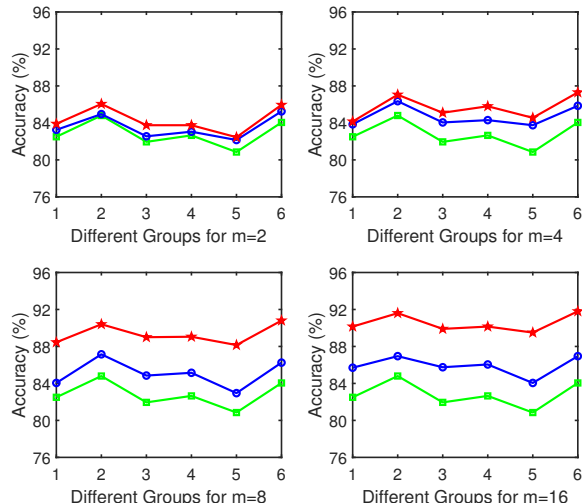 96
92
88
84
80
76
Accuracy (%)
1 2 3 4 5 6
Different Groups for m=2
96
92
88
84
80
76
Accuracy (%)
1 2 3 4 5 6
Different Groups for m=4
96
92
88
84
80
76
Accuracy (%)
1 2 3 4 5 6
Different Groups for m=8
96
92
88
84
80
76
Accuracy (%)
1 2 3 4 5 6
Different Groups for m=16